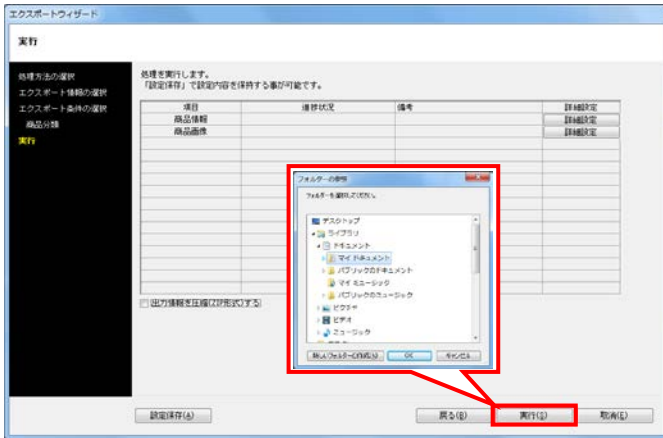 エクスポートウィザード
実行
処理方法の選択
エクスポート情報の選択
エクスポート条件の選択
商品分類
実行
処理を実行します。
「設定保存」で設定内容を保持する事が可能です。
項目 進捗状況 備考 詳細設定
商品情報 詳細設定
商品画像 詳細設定
フォルダーの参照
フォルダーを選択してください。
デスクトップ
ライブラリ
ドキュメント
マイ ドキュメント
パブリックのドキュメント
マイ ミュージック
パブリックのミュージック
ピクチャ
ビデオ
ミュージック
新しいフォルダーの作成(N) OK キャンセル
出力情報を圧縮(ZIP形式)する
設定保存(A) 戻る(B) 実行(E) 取消(E)